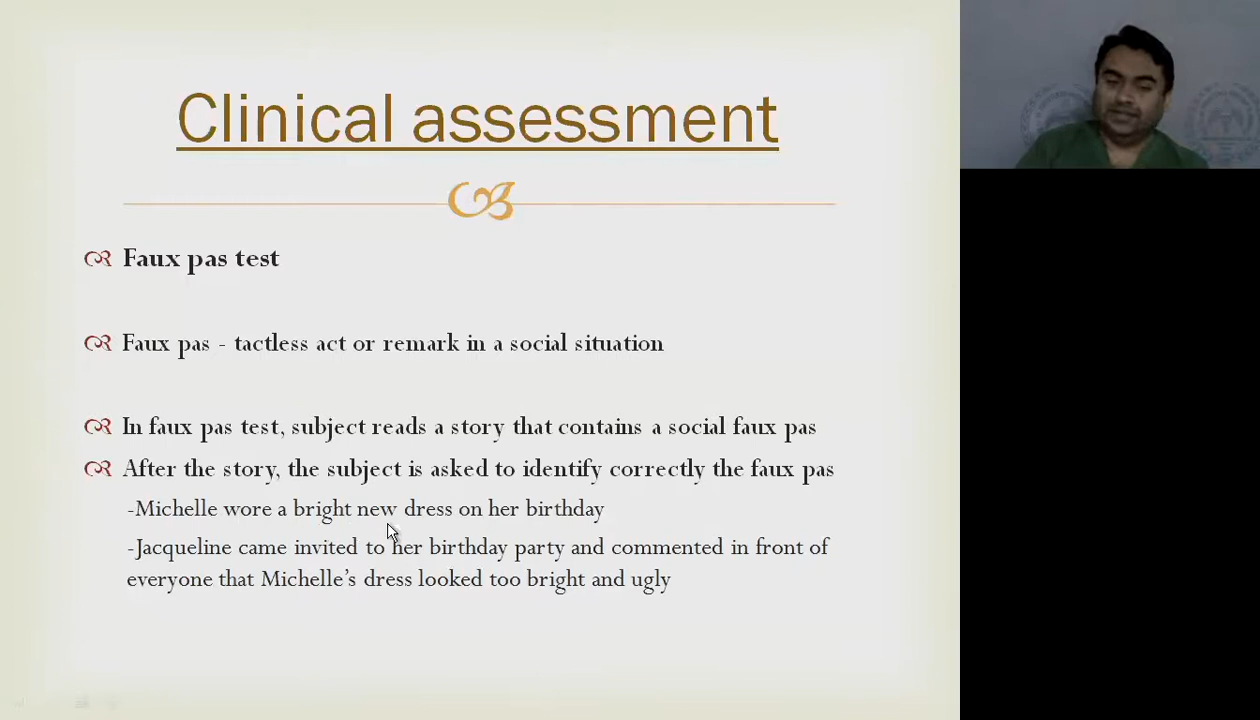 Clinical assessment
Faux pas test
Faux pas - tactless act or remark in a social situation
In faux pas test, subject reads a story that contains a social faux pas
After the story, the subject is asked to identify correctly the faux pas
-Michelle wore a bright new dress on her birthday
-Jacqueline came invited to her birthday party and commented in front of
everyone that Michelle's dress looked too bright and ugly